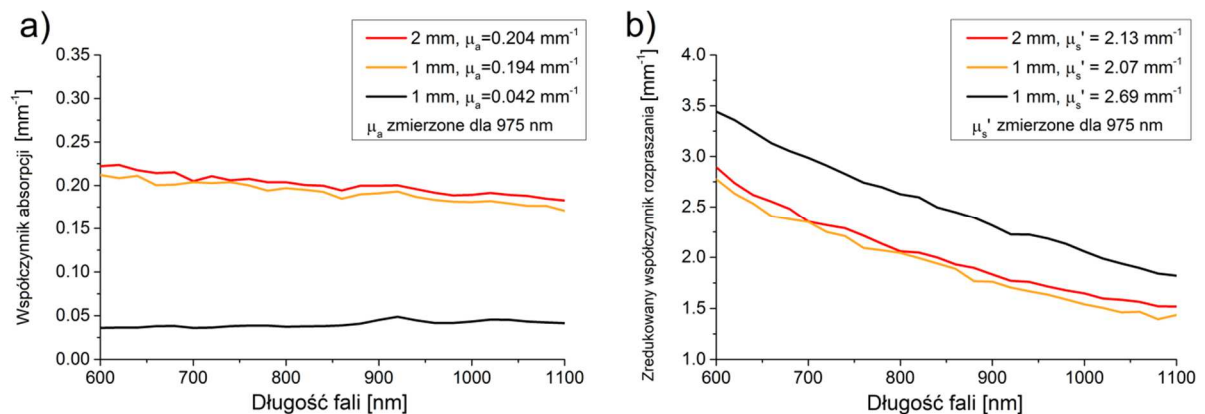 a)
2 mm, μa=0.204 mm-1
1 mm, μa=0.194 mm-1
1 mm, μa=0.042 mm-1
μa zmierzone dla 975 nm
Współczynnik absorpcji [mm-1]
0.35
0.30
0.25
0.20
0.15
0.10
0.05
0.00
600 700 800 900 1000 1100
Długość fali [nm]
b)
2 mm, μs' = 2.13 mm-1
1 mm, μs' = 2.07 mm-1
1 mm, μs' = 2.69 mm-1
μs' zmierzone dla 975 nm
Zredukowany współczynnik rozpraszania [mm-1]
4.0
3.5
3.0
2.5
2.0
1.5
1.0
600 700 800 900 1000 1100
Długość fali [nm]